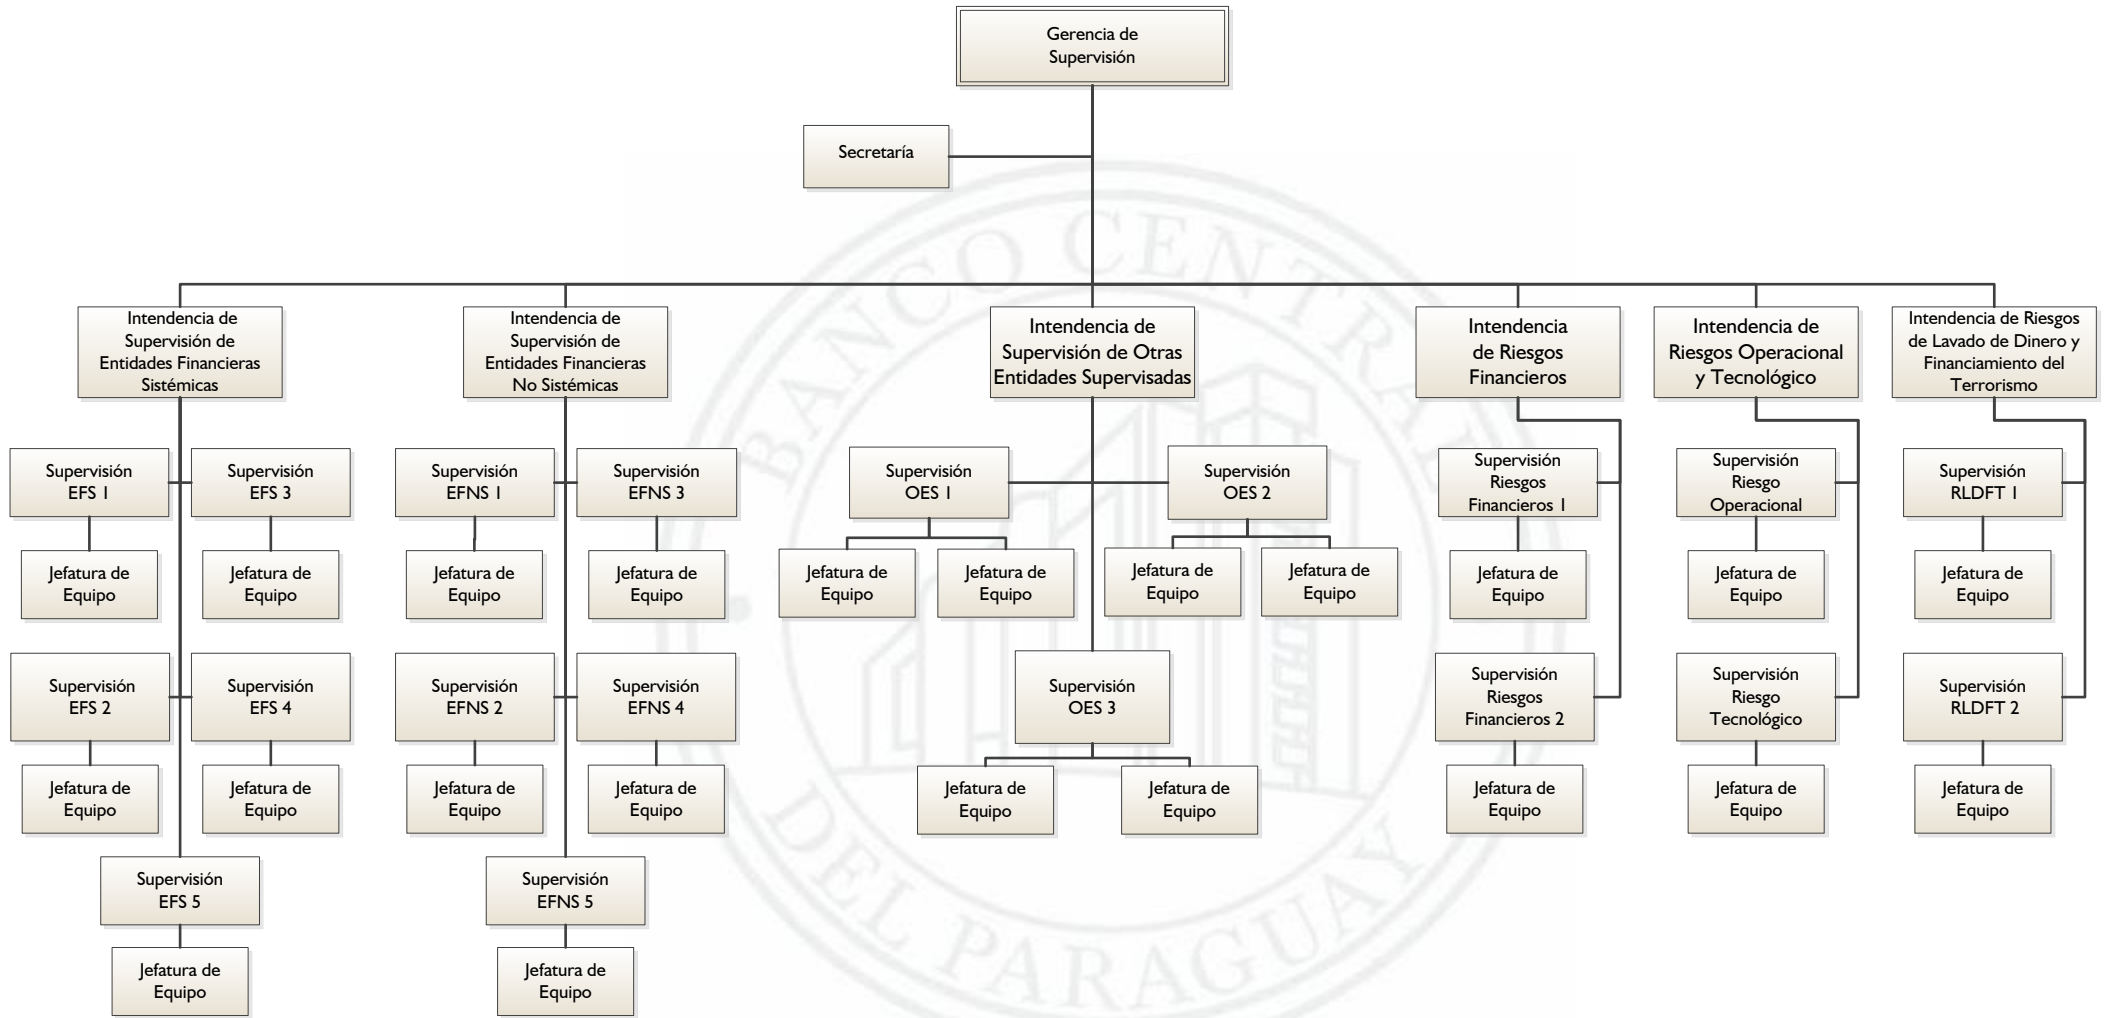 Gerencia de
Supervisión
Secretaría
BANCO CENTRAL
DEL PARAGUAY
Intendencia de
Supervisión de
Entidades Financieras
Sistémicas
Intendencia de
Supervisión de
Entidades Financieras
No Sistémicas
Intendencia de
Supervisión de Otras
Entidades Supervisadas
Intendencia
de Riesgos
Financieros
Intendencia de
Riesgos Operacional
y Tecnológico
Intendencia de Riesgos
de Lavado de Dinero y
Financiamiento del
Terrorismo
Supervisión
EFS 1
Supervisión
EFS 3
Supervisión
EFNS 1
Supervisión
EFNS 3
Supervisión
OES 1
Supervisión
OES 2
Supervisión
Riesgos
Financieros 1
Supervisión
Riesgo
Operacional
Supervisión
RLDFT 1
Jefatura de
Equipo
Jefatura de
Equipo
Jefatura de
Equipo
Jefatura de
Equipo
Jefatura de
Equipo
Jefatura de
Equipo
Jefatura de
Equipo
Jefatura de
Equipo
Jefatura de
Equipo
Jefatura de
Equipo
Jefatura de
Equipo
Supervisión
EFS 2
Supervisión
EFS 4
Supervisión
EFNS 2
Supervisión
EFNS 4
Supervisión
OES 3
Supervisión
Riesgos
Financieros 2
Supervisión
Riesgo
Tecnológico
Supervisión
RLDFT 2
Jefatura de
Equipo
Jefatura de
Equipo
Jefatura de
Equipo
Jefatura de
Equipo
Jefatura de
Equipo
Jefatura de
Equipo
Jefatura de
Equipo
Jefatura de
Equipo
Jefatura de
Equipo
Supervisión
EFS 5
Supervisión
EFNS 5
Jefatura de
Equipo
Jefatura de
Equipo